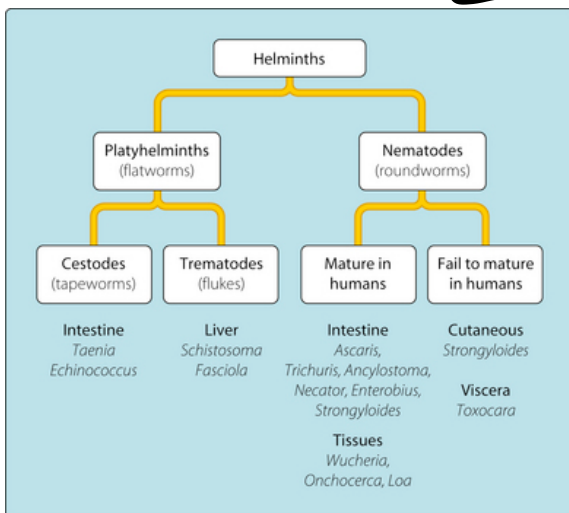 Helminths
Platyhelminths
(flatworms)
Nematodes
(roundworms)
Cestodes
(tapeworms)
Trematodes
(flukes)
Mature in
humans
Fail to mature
in humans
Intestine
Taenia
Echinococcus
Liver
Schistosoma
Fasciola
Intestine
Ascaris,
Trichuris, Ancylostoma,
Necator, Enterobius,
Strongyloides
Tissues
Wucheria,
Onchocerca, Loa
Cutaneous
Strongyloides
Viscera
Toxocara